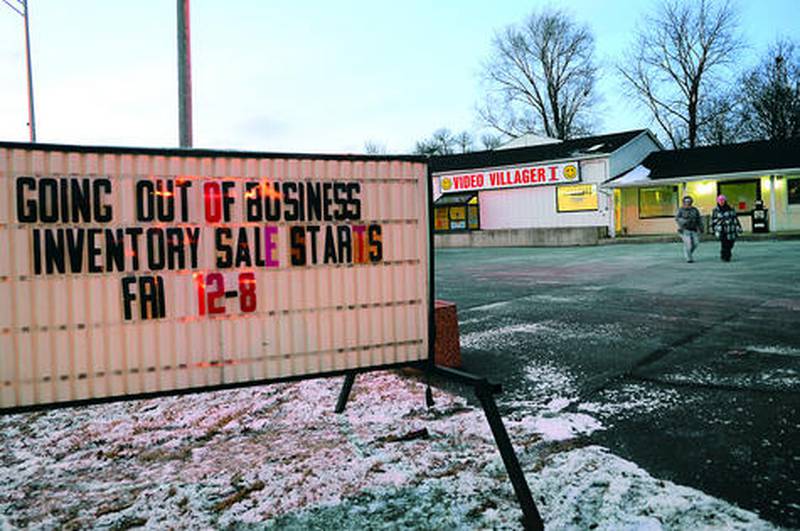 GOING OUT OF BUSINESS
INVENTORY SALE STARTS
FRI 12-8
VIDEO VILLAGER I